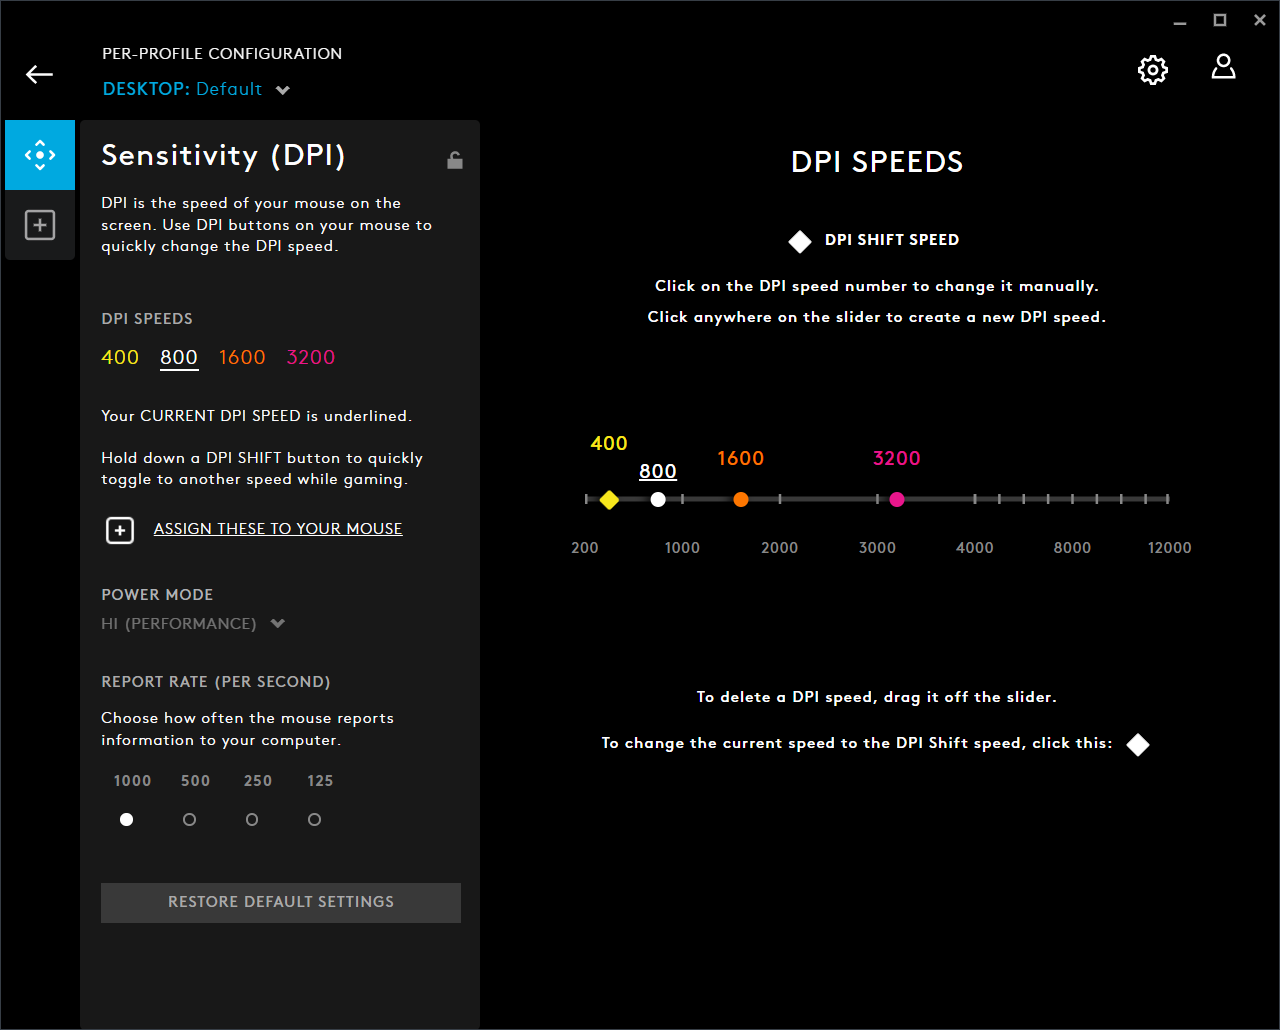 PER-PROFILE CONFIGURATION
DESKTOP: Default
Sensitivity (DPI)
DPI is the speed of your mouse on the
screen. Use DPI buttons on your mouse to
quickly change the DPI speed.
DPI SPEEDS
400 800 1600 3200
Your CURRENT DPI SPEED is underlined.
Hold down a DPI SHIFT button to quickly
toggle to another speed while gaming.
ASSIGN THESE TO YOUR MOUSE
POWER MODE
HI (PERFORMANCE)
REPORT RATE (PER SECOND)
Choose how often the mouse reports
information to your computer.
1000 500 250 125
RESTORE DEFAULT SETTINGS
DPI SPEEDS
DPI SHIFT SPEED
Click on the DPI speed number to change it manually.
Click anywhere on the slider to create a new DPI speed.
400 800 1600 3200
200 1000 2000 3000 4000 8000 12000
To delete a DPI speed, drag it off the slider.
To change the current speed to the DPI Shift speed, click this: